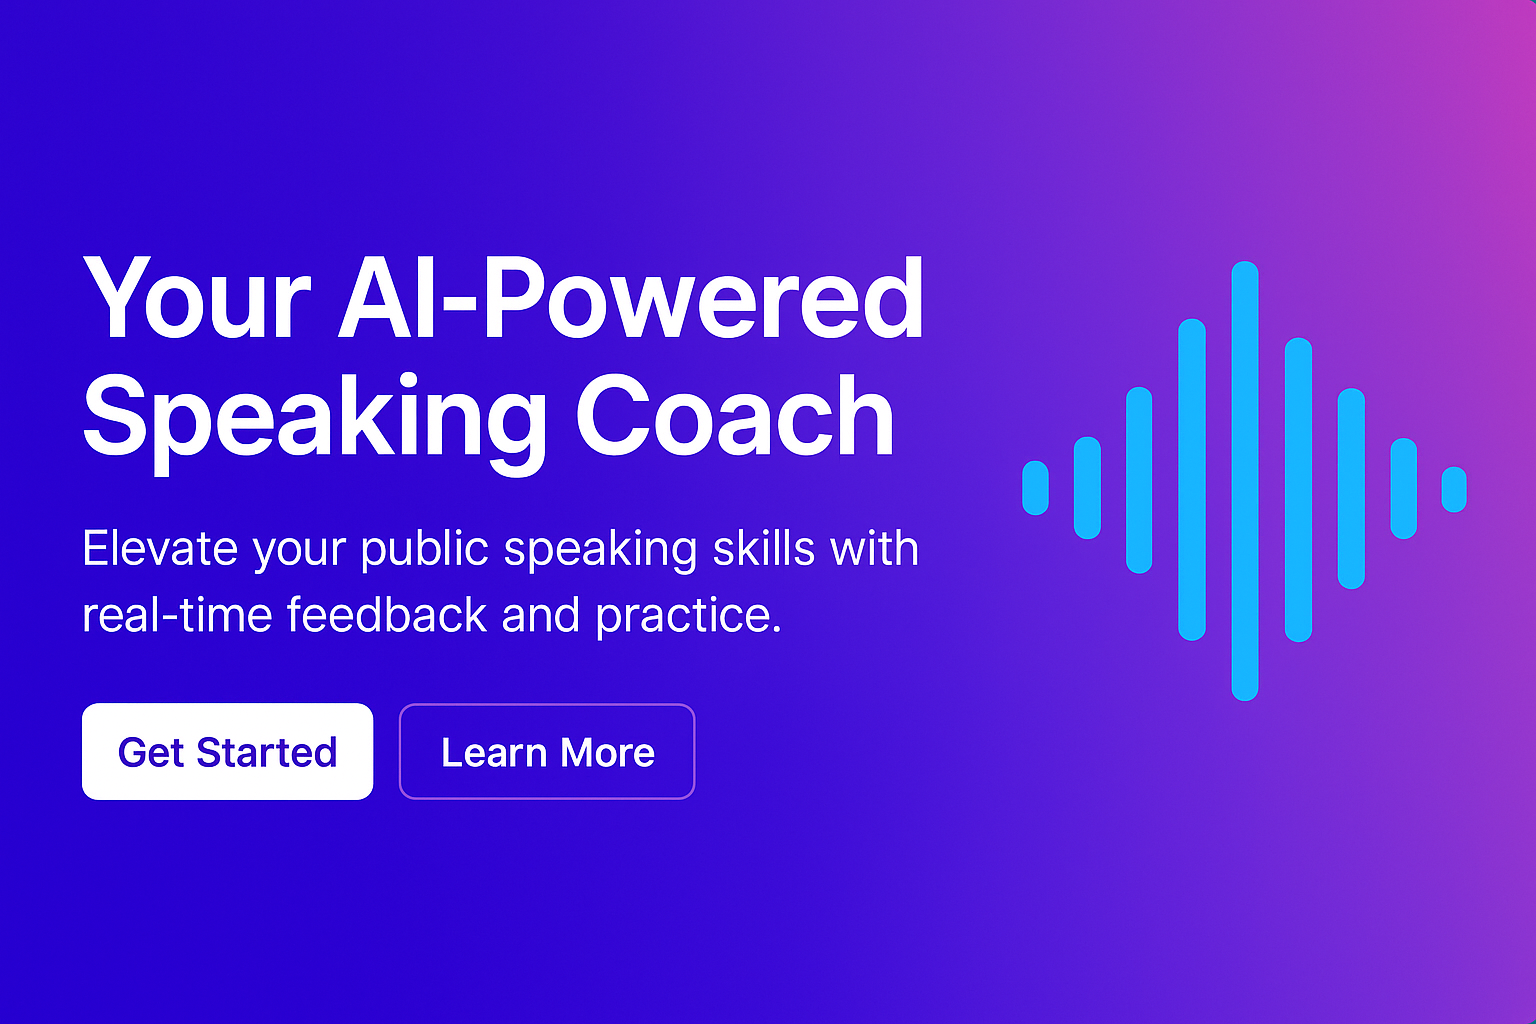 Your AI-Powered
Speaking Coach
Elevate your public speaking skills with
real-time feedback and practice.
Get Started
Learn More